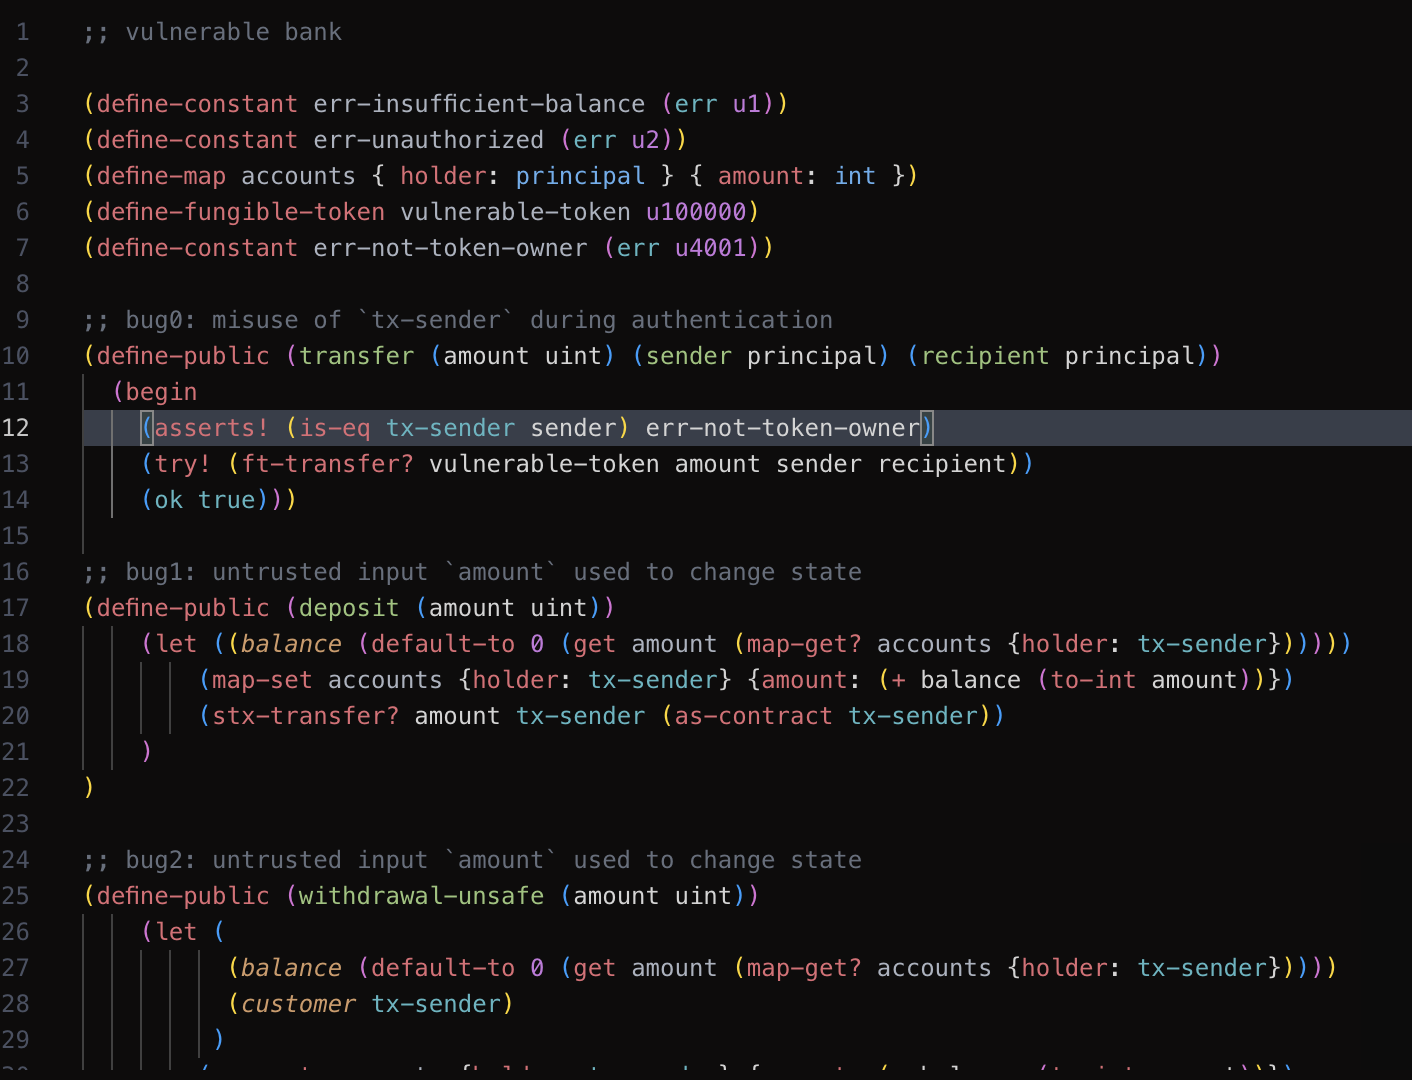 1 ;; vulnerable bank
2
3 (define-constant err-insufficient-balance (err u1))
4 (define-constant err-unauthorized (err u2))
5 (define-map accounts { holder: principal } { amount: int })
6 (define-fungible-token vulnerable-token u100000)
7 (define-constant err-not-token-owner (err u4001))
8
9 ;; bug0: misuse of `tx-sender` during authentication
10 (define-public (transfer (amount uint) (sender principal) (recipient principal))
11 (begin
12 (asserts! (is-eq tx-sender sender) err-not-token-owner)
13 (try! (ft-transfer? vulnerable-token amount sender recipient))
14 (ok true)))
15
16 ;; bug1: untrusted input `amount` used to change state
17 (define-public (deposit (amount uint))
18 (let ((balance (default-to 0 (get amount (map-get? accounts {holder: tx-sender})))))
19 (map-set accounts {holder: tx-sender} {amount: (+ balance (to-int amount))})
20 (stx-transfer? amount tx-sender (as-contract tx-sender))
21 )
22 )
23
24 ;; bug2: untrusted input `amount` used to change state
25 (define-public (withdrawal-unsafe (amount uint))
26 (let (
27 (balance (default-to 0 (get amount (map-get? accounts {holder: tx-sender}))))
28 (customer tx-sender)
29 )